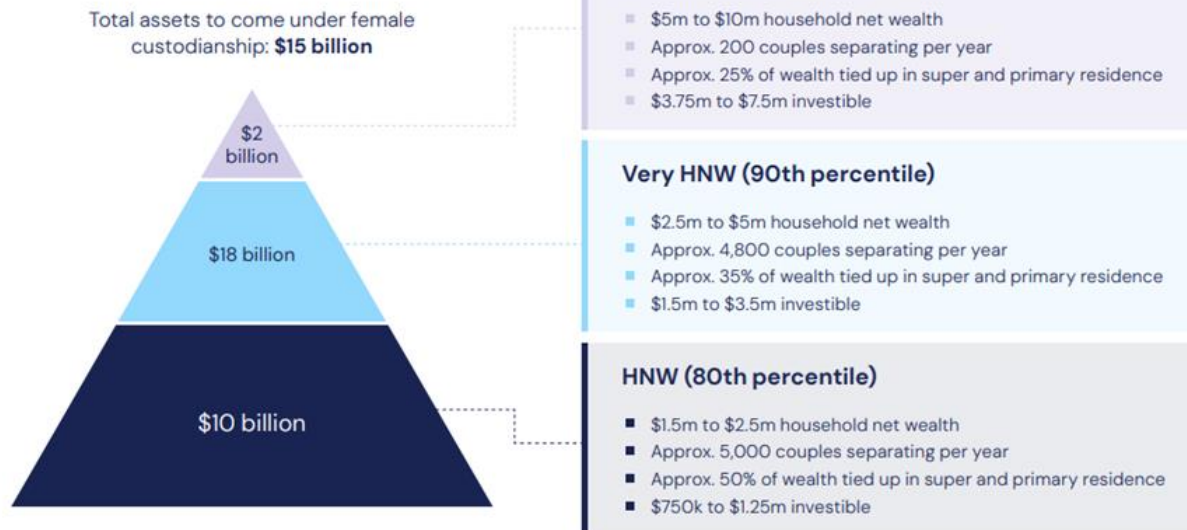 Total assets to come under female
custodianship: $15 billion
$2
billion
$18 billion
$10 billion
$5m to $10m household net wealth
Approx. 200 couples separating per year
Approx. 25% of wealth tied up in super and primary residence
$3.75m to $7.5m investible
Very HNW (90th percentile)
$2.5m to $5m household net wealth
Approx. 4,800 couples separating per year
Approx. 35% of wealth tied up in super and primary residence
$1.5m to $3.5m investible
HNW (80th percentile)
$1.5m to $2.5m household net wealth
Approx. 5,000 couples separating per year
Approx. 50% of wealth tied up in super and primary residence
$750k to $1.25m investible